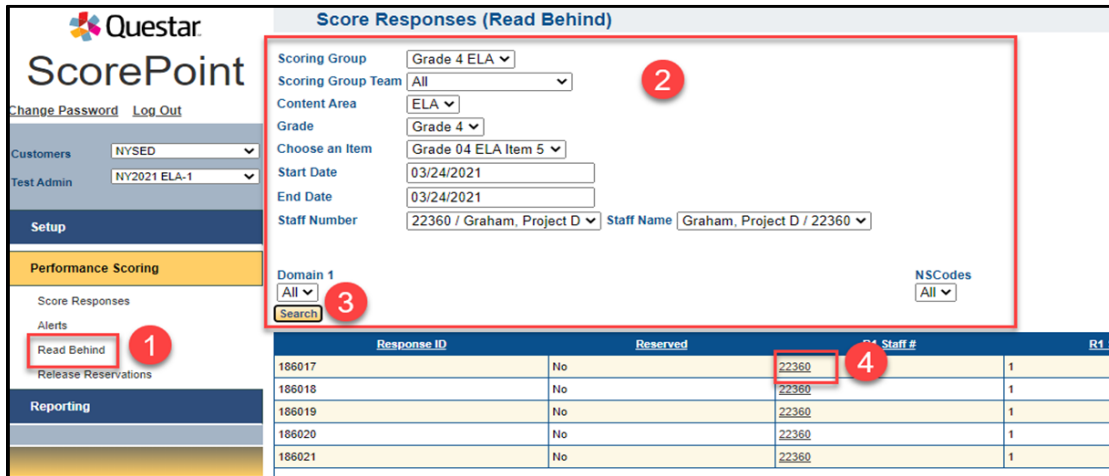 Questar
ScorePoint
Change Password Log Out
Customers NYSED
Test Admin NY2021 ELA-1
Setup
Performance Scoring
Score Responses
Alerts
Read Behind 1
Release Reservations
Reporting
Score Responses (Read Behind)
Scoring Group Grade 4 ELA
Scoring Group Team All 2
Content Area ELA
Grade Grade 4
Choose an Item Grade 04 ELA Item 5
Start Date 03/24/2021
End Date 03/24/2021
Staff Number 22360 / Graham, Project D Staff Name Graham, Project D / 22360
Domain 1 NSCodes
All All
Search 3
Response ID Reserved R1 Staff # R1
186017 No 22360 4 1
186018 No 22360 1
186019 No 22360 1
186020 No 22360 1
186021 No 22360 1